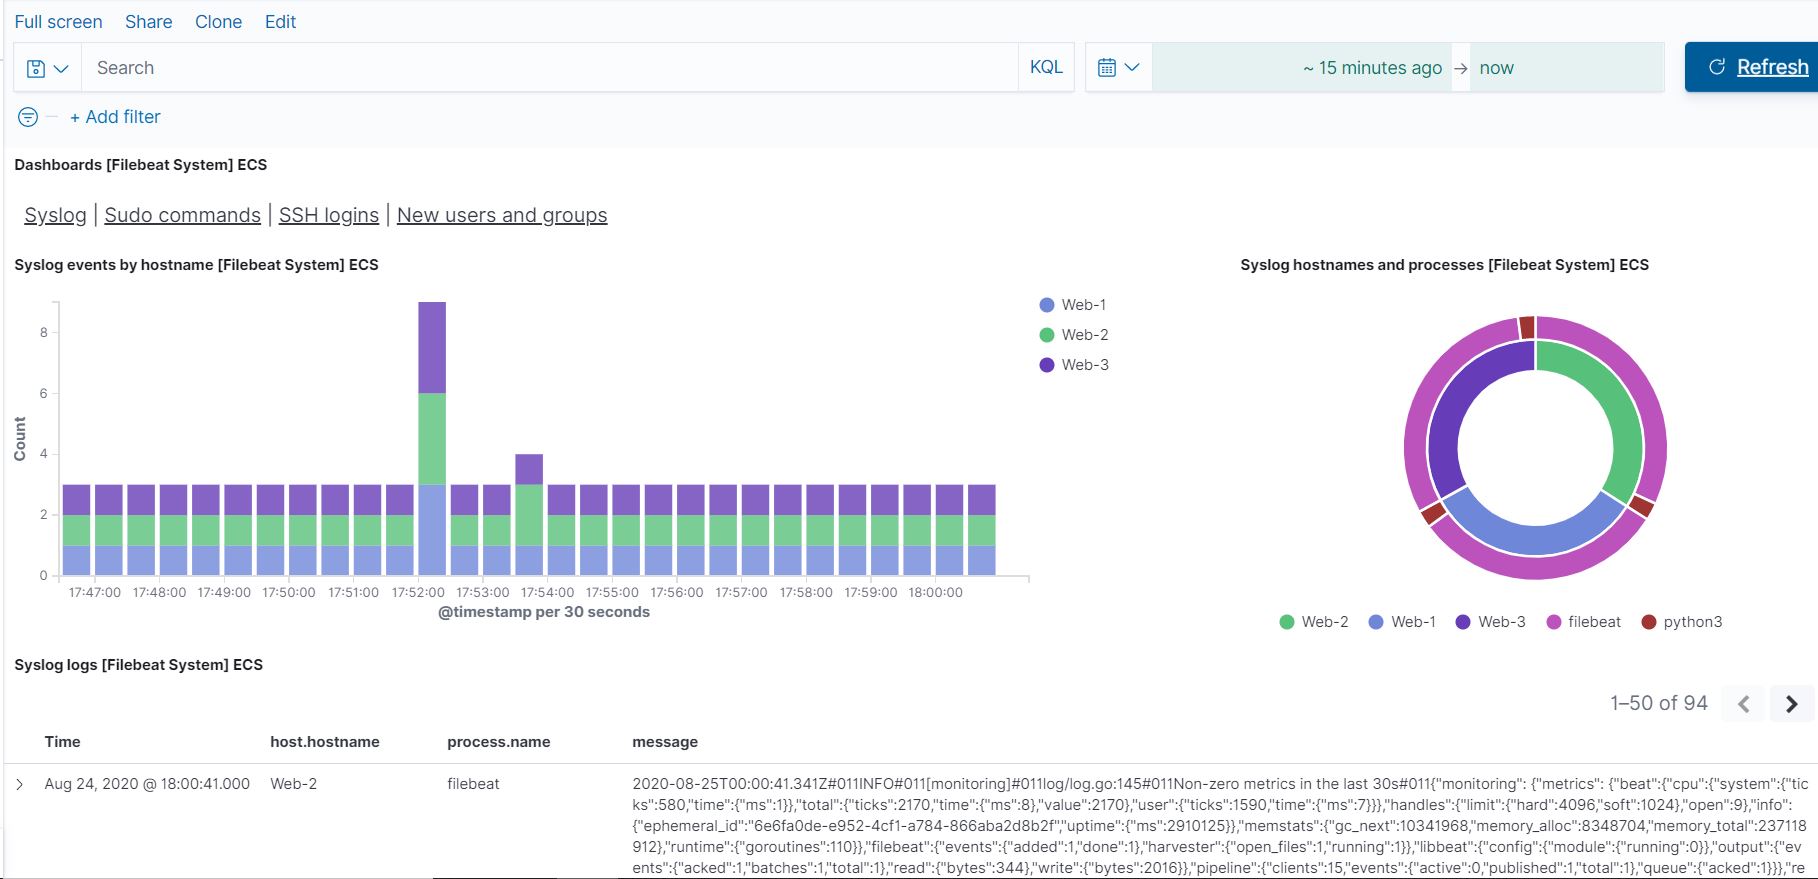 Full screen Share Clone Edit
Search KQL ~ 15 minutes ago → now Refresh
+ Add filter
Dashboards [Filebeat System] ECS
Syslog | Sudo commands | SSH logins | New users and groups
Syslog events by hostname [Filebeat System] ECS
Count
8
6
4
2
0
17:47:00 17:48:00 17:49:00 17:50:00 17:51:00 17:52:00 17:53:00 17:54:00 17:55:00 17:56:00 17:57:00 17:58:00 17:59:00 18:00:00
@timestamp per 30 seconds
Web-1
Web-2
Web-3
Syslog hostnames and processes [Filebeat System] ECS
Web-2 Web-1 Web-3 filebeat python3
Syslog logs [Filebeat System] ECS
1–50 of 94
Time host.hostname process.name message
Aug 24, 2020 @ 18:00:41.000 Web-2 filebeat 2020-08-25T00:00:41.341Z#011INFO#011[monitoring]#011log/log.go:145#011Non-zero metrics in the last 30s#011{"monitoring": {"metrics": {"beat":{"cpu":{"system":{"tic
ks":580,"time":{"ms":1}},"total":{"ticks":2170,"time":{"ms":8},"value":2170},"user":{"ticks":1590,"time":{"ms":7}}},"handles":{"limit":{"hard":4096,"soft":1024},"open":9},"info":
{"ephemeral_id":"6e6fa0de-e952-4cf1-a784-866aba2d8b2f","uptime":{"ms":2910125}},"memstats":{"gc_next":10341968,"memory_alloc":8348704,"memory_total":237118
912},"runtime":{"goroutines":110}},"filebeat":{"events":{"added":1,"done":1},"harvester":{"open_files":1,"running":1}},"libbeat":{"config":{"module":{"running":0}},"output":{"ev
ents":{"acked":1,"batches":1,"total":1},"read":{"bytes":344},"write":{"bytes":2016}},"pipeline":{"clients":15,"events":{"active":0,"published":1,"total":1},"queue":{"acked":1}}},"re